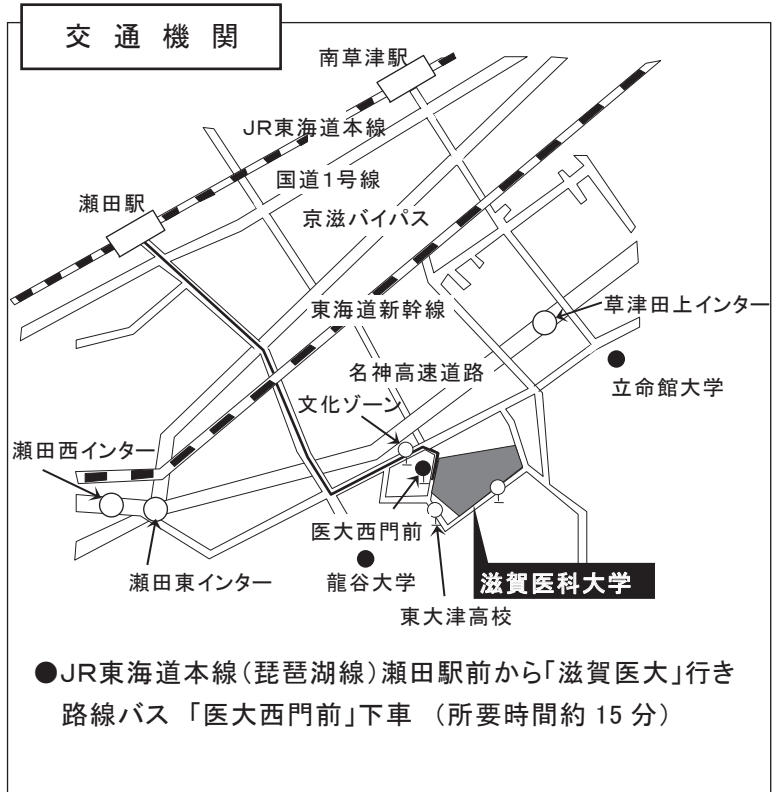 交通機関
南草津駅
JR東海道本線
国道1号線
瀬田駅
京滋バイパス
東海道新幹線
草津田上インター
名神高速道路
立命館大学
文化ゾーン
瀬田西インター
医大西門前
瀬田東インター
龍谷大学
滋賀医科大学
東大津高校
●JR東海道本線(琵琶湖線)瀬田駅前から「滋賀医大」行き
路線バス 「医大西門前」下車 (所要時間約 15 分)